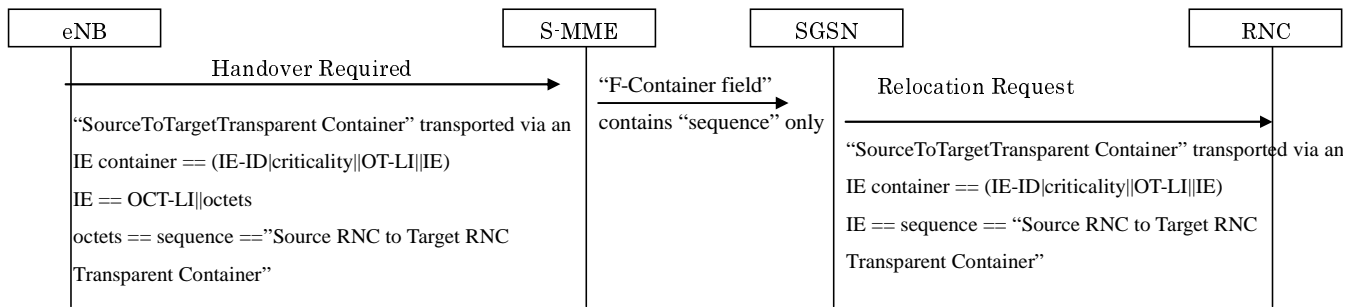 eNB
S-MME
SGSN
RNC
Handover Required
“F-Container field”
contains “sequence” only
Relocation Request
“SourceToTargetTransparent Container” transported via an
IE container == (IE-ID|criticality||OT-LI||IE)
IE == OCT-LI||octets
octets == sequence ==”Source RNC to Target RNC
Transparent Container”
“SourceToTargetTransparent Container” transported via an
IE container == (IE-ID|criticality||OT-LI||IE)
IE == sequence == “Source RNC to Target RNC
Transparent Container”